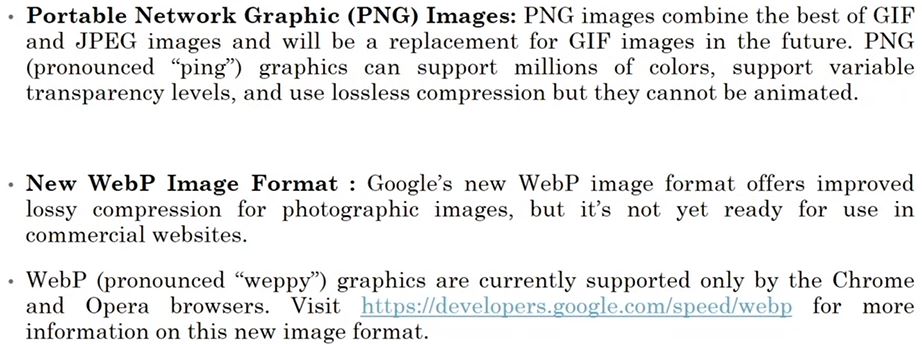 • Portable Network Graphic (PNG) Images: PNG images combine the best of GIF
and JPEG images and will be a replacement for GIF images in the future. PNG
(pronounced “ping”) graphics can support millions of colors, support variable
transparency levels, and use lossless compression but they cannot be animated.
• New WebP Image Format : Google’s new WebP image format offers improved
lossy compression for photographic images, but it’s not yet ready for use in
commercial websites.
• WebP (pronounced “weppy”) graphics are currently supported only by the Chrome
and Opera browsers. Visit https://developers.google.com/speed/webp for more
information on this new image format.